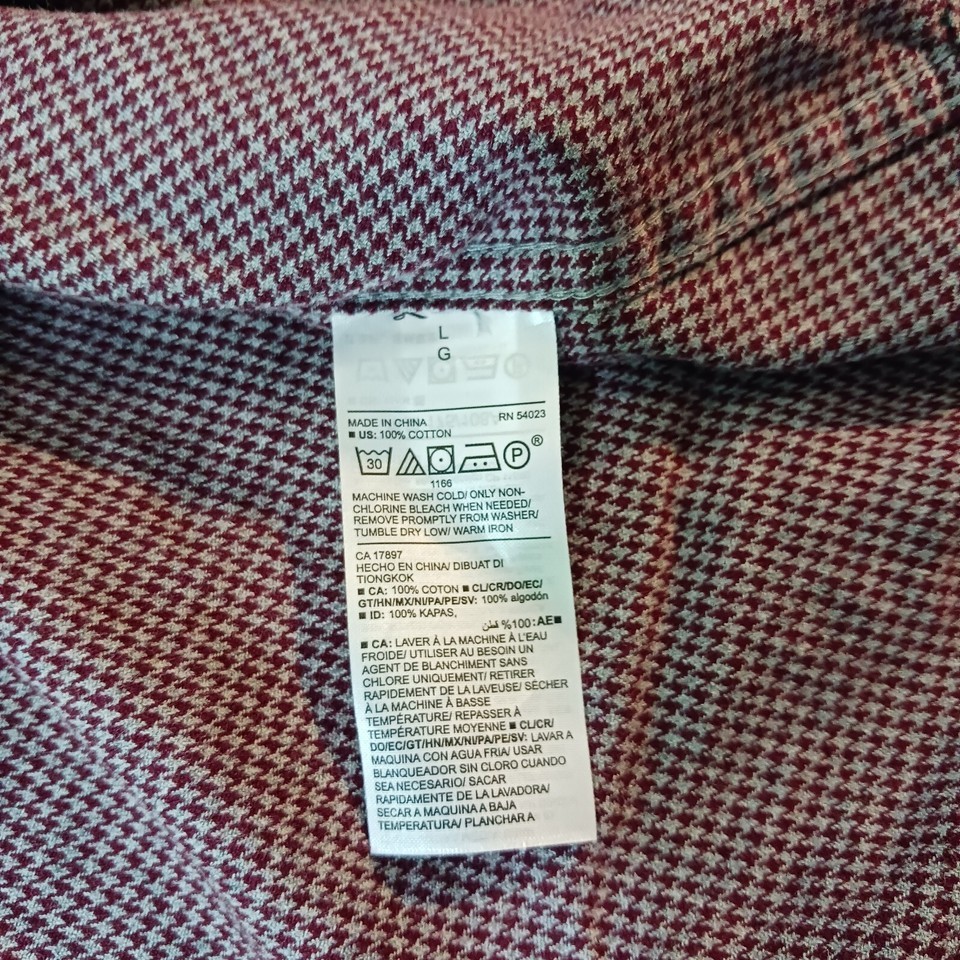 L
G
MADE IN CHINA RN 54023
■ US: 100% COTTON
30 P ®
1166
MACHINE WASH COLD/ ONLY NON-
CHLORINE BLEACH WHEN NEEDED/
REMOVE PROMPTLY FROM WASHER/
TUMBLE DRY LOW/ WARM IRON
CA 17897
HECHO EN CHINA/ DIBUAT DI
TIONGKOK
■ CA: 100% COTON ■ CL/CR/DO/EC/
GT/HN/MX/NI/PA/PE/SV: 100% algodón
■ ID: 100% KAPAS,
■AE: 100% قطن
■ CA: LAVER À LA MACHINE À L'EAU
FROIDE/ UTILISER AU BESOIN UN
AGENT DE BLANCHIMENT SANS
CHLORE UNIQUEMENT/ RETIRER
RAPIDEMENT DE LA LAVEUSE/ SÉCHER
À LA MACHINE À BASSE
TEMPÉRATURE/ REPASSER À
TEMPÉRATURE MOYENNE ■ CL/CR/
DO/EC/GT/HN/MX/NI/PA/PE/SV: LAVAR A
MAQUINA CON AGUA FRIA/ USAR
BLANQUEADOR SIN CLORO CUANDO
SEA NECESARIO/ SACAR
RAPIDAMENTE DE LA LAVADORA/
SECAR A MAQUINA A BAJA
TEMPERATURA/ PLANCHAR A